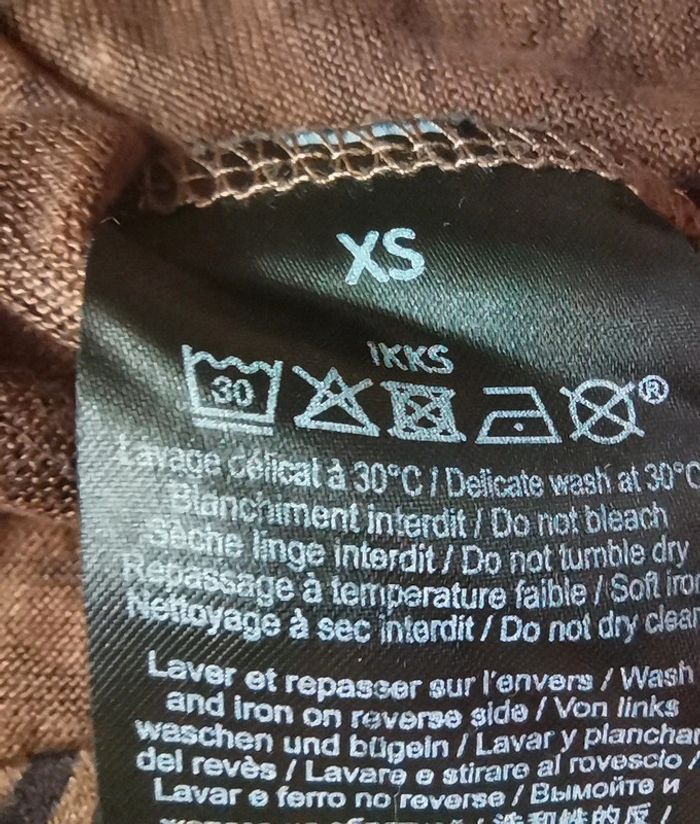 XS
IKKS
30
®
Lavage délicat à 30°C / Delicate wash at 30°C
Blanchiment interdit / Do not bleach
Sèche linge interdit / Do not tumble dry
Repassage à température faible / Soft iron
Nettoyage à sec interdit / Do not dry clean
Laver et repasser sur l'envers / Wash
and iron on reverse side / Von links
waschen und bügeln / Lavar y planchar
del revès / Lavare e stirare al rovescio /
Lavar e ferro no reverse / Вымойте и